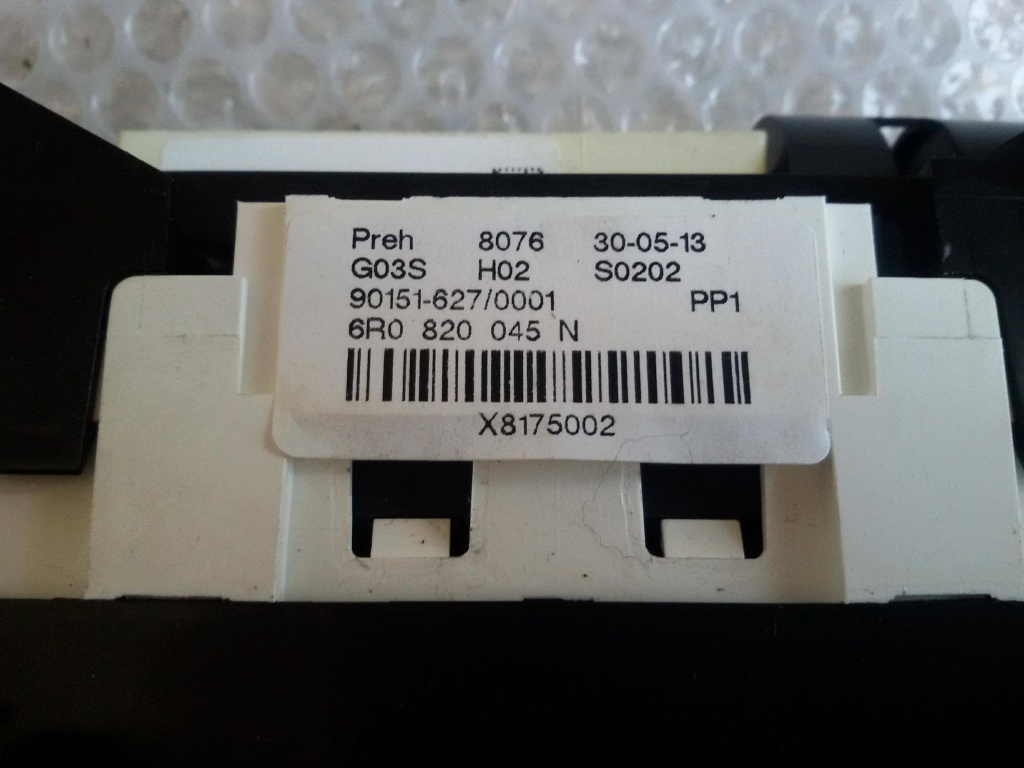 Preh 8076 30-05-13
G03S H02 S0202
90151-627/0001 PP1
6R0 820 045 N
X8175002